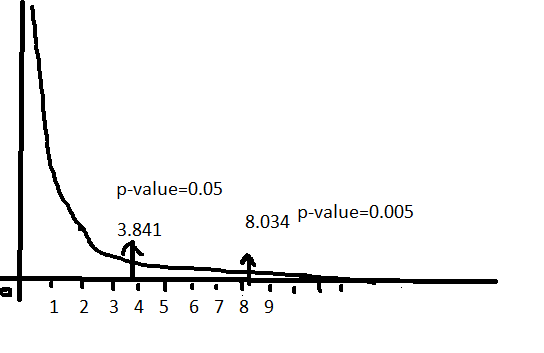 p-value=0.05
3.841
8.034 p-value=0.005
1 2 3 4 5 6 7 8 9